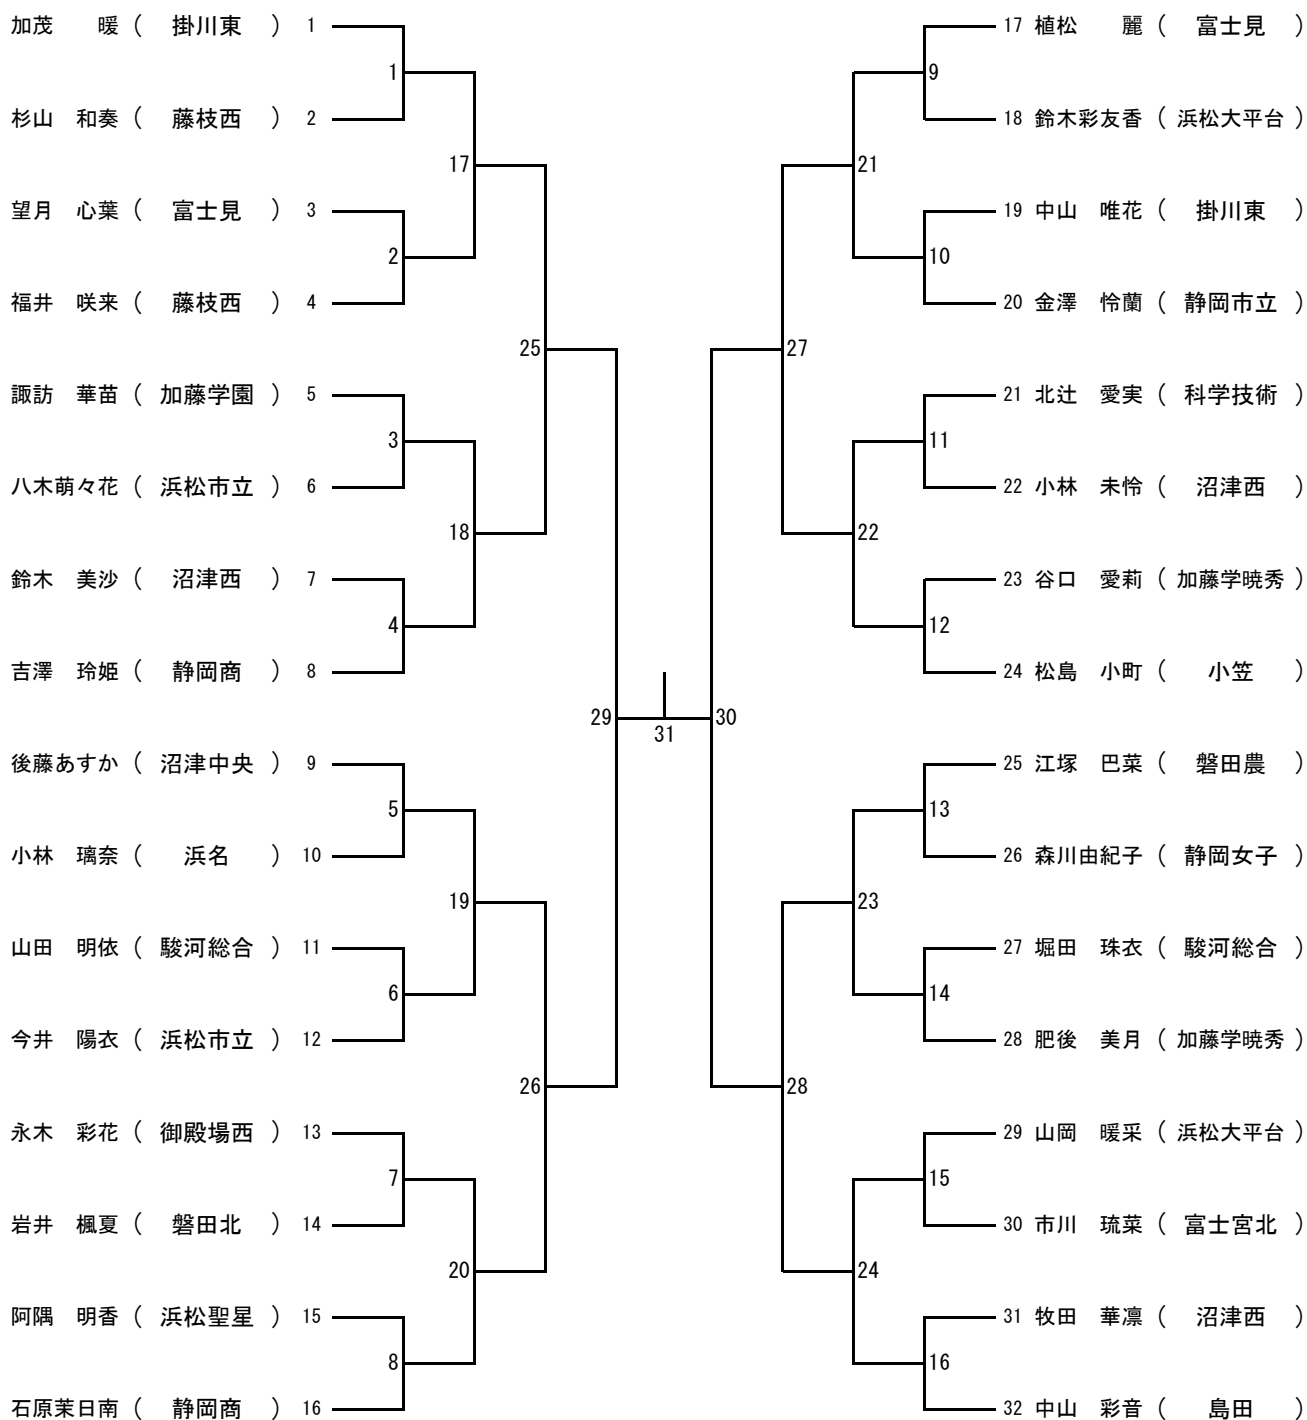 加茂　　暖 （ 掛川東 ） 1
杉山　和奏 （ 藤枝西 ） 2
望月　心葉 （ 富士見 ） 3
福井　咲来 （ 藤枝西 ） 4
諏訪　華苗 （ 加藤学園 ） 5
八木萌々花 （ 浜松市立 ） 6
鈴木　美沙 （ 沼津西 ） 7
吉澤　玲姫 （ 静岡商 ） 8
後藤あすか （ 沼津中央 ） 9
小林　璃奈 （ 浜名 ） 10
山田　明依 （ 駿河総合 ） 11
今井　陽衣 （ 浜松市立 ） 12
永木　彩花 （ 御殿場西 ） 13
岩井　楓夏 （ 磐田北 ） 14
阿隅　明香 （ 浜松聖星 ） 15
石原茉日南 （ 静岡商 ） 16
1
2
3
4
5
6
7
8
17
18
19
20
25
26
29
31
30
27
28
21
22
23
24
9
10
11
12
13
14
15
16
17 植松　　麗 （ 富士見 ）
18 鈴木彩友香 （ 浜松大平台 ）
19 中山　唯花 （ 掛川東 ）
20 金澤　怜蘭 （ 静岡市立 ）
21 北辻　愛実 （ 科学技術 ）
22 小林　未怜 （ 沼津西 ）
23 谷口　愛莉 （ 加藤学暁秀 ）
24 松島　小町 （ 小笠 ）
25 江塚　巴菜 （ 磐田農 ）
26 森川由紀子 （ 静岡女子 ）
27 堀田　珠衣 （ 駿河総合 ）
28 肥後　美月 （ 加藤学暁秀 ）
29 山岡　暖采 （ 浜松大平台 ）
30 市川　琉菜 （ 富士宮北 ）
31 牧田　華凛 （ 沼津西 ）
32 中山　彩音 （ 島田 ）